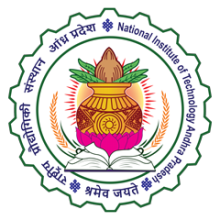 राष्ट्रीय प्रौद्योगिकी संस्थान आंध्र प्रदेश
National Institute of Technology Andhra Pradesh
श्रमेव जयते